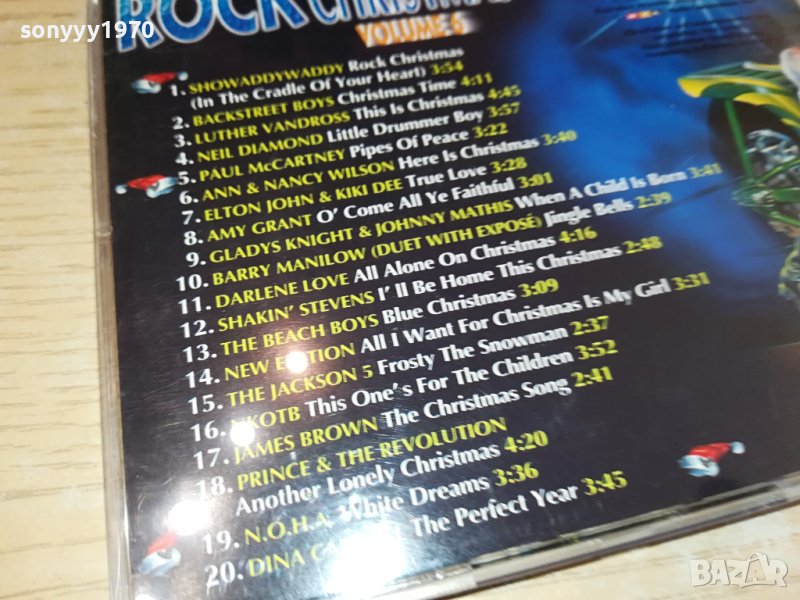 sonyyy1970
ROCK CHRISTMAS
VOLUME 6
1. SHOWADDYWADDY Rock Christmas
(In The Cradle Of Your Heart) 3:54
2. BACKSTREET BOYS Christmas Time 4:11
3. LUTHER VANDROSS This Is Christmas 4:45
4. NEIL DIAMOND Little Drummer Boy 3:57
5. PAUL McCARTNEY Pipes Of Peace 3:22
6. ANN & NANCY WILSON Here Is Christmas 3:40
7. ELTON JOHN & KIKI DEE True Love 3:28
8. AMY GRANT O' Come All Ye Faithful 3:01
9. GLADYS KNIGHT & JOHNNY MATHIS When A Child Is Born 3:41
10. BARRY MANILOW (DUET WITH EXPOSÉ) Jingle Bells 2:39
11. DARLENE LOVE All Alone On Christmas 4:16
12. SHAKIN' STEVENS I' ll Be Home This Christmas 2:48
13. THE BEACH BOYS Blue Christmas 3:09
14. NEW EDITION All I Want For Christmas Is My Girl 3:31
15. THE JACKSON 5 Frosty The Snowman 2:37
16. NKOTB This One's For The Children 3:52
17. JAMES BROWN The Christmas Song 2:41
18. PRINCE & THE REVOLUTION
Another Lonely Christmas 4:20
19. N.O.H.A. White Dreams 3:36
20. DINA The Perfect Year 3:45
BAZAR